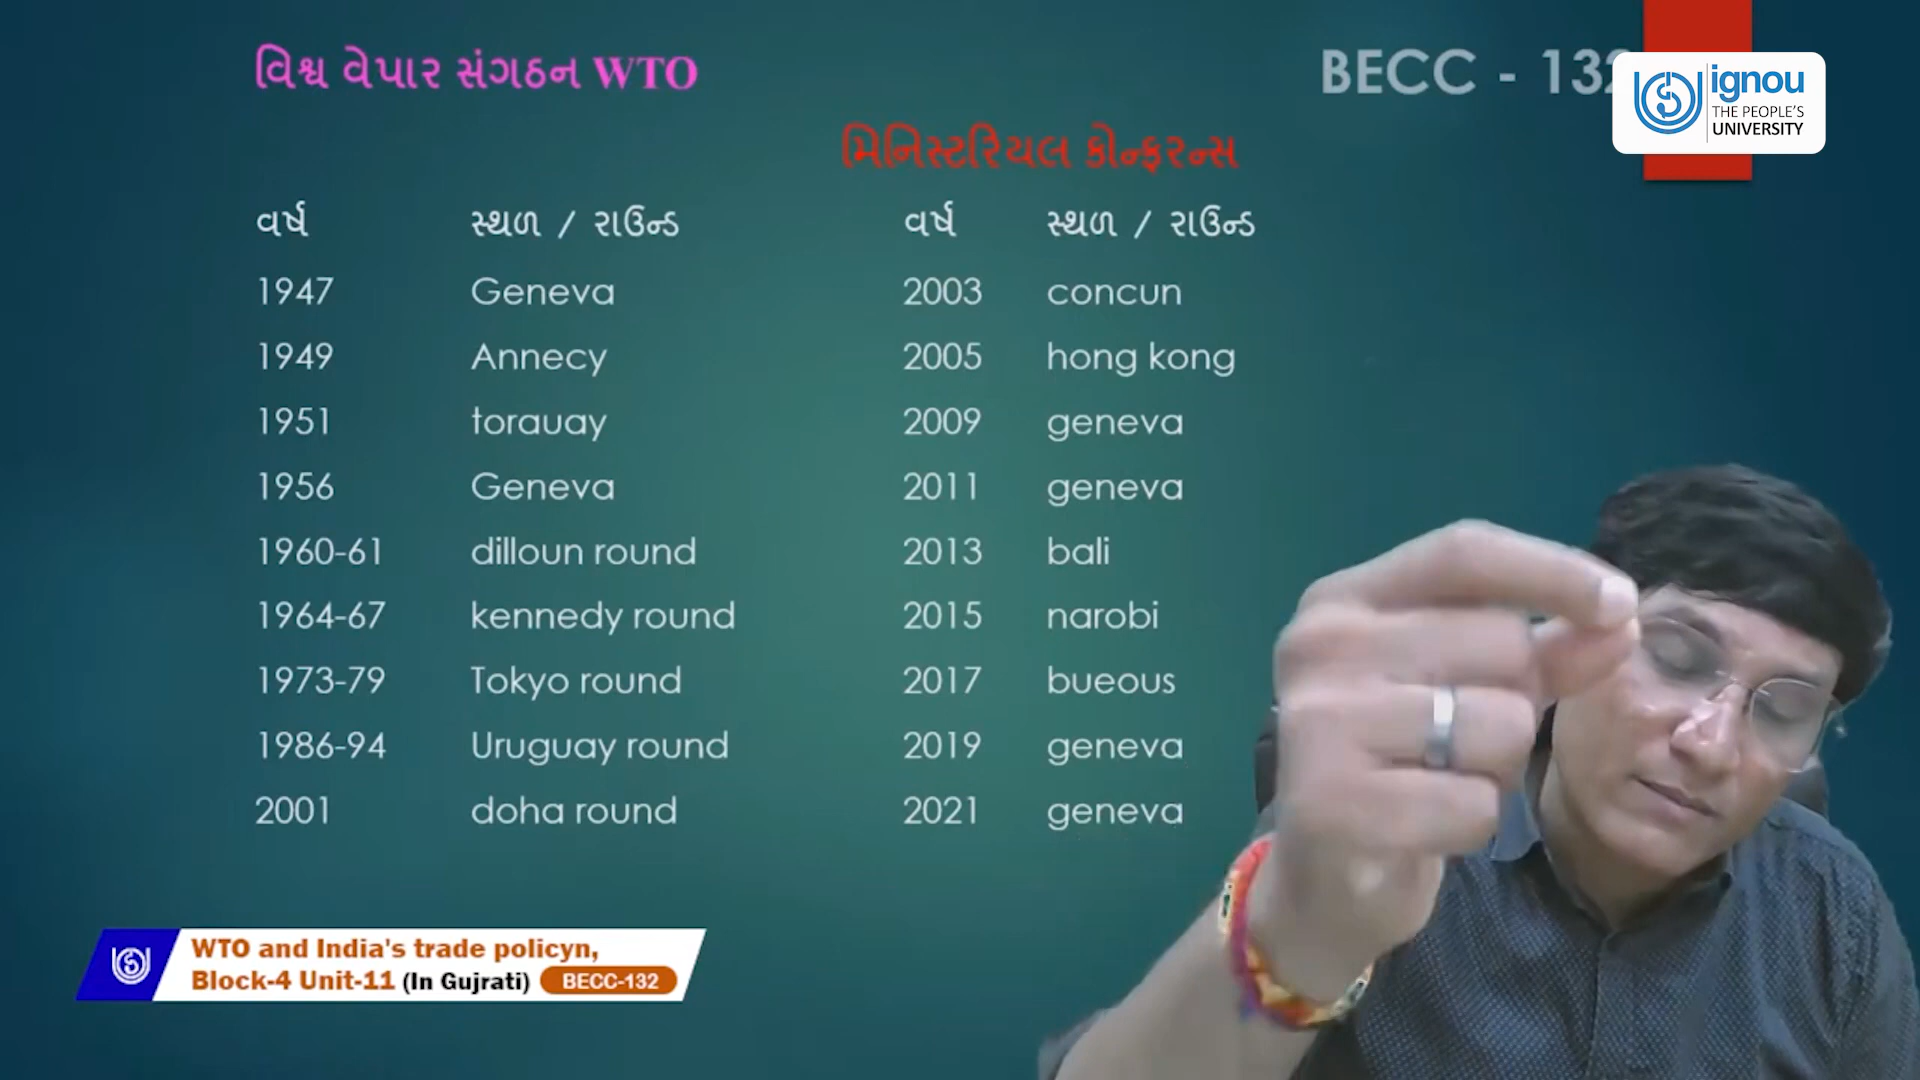 વિશ્વ વેપાર સંગઠન WTO
BECC - 132
ignou
THE PEOPLE'S
UNIVERSITY
મિનિસ્ટરિયલ કોન્ફરન્સ
વર્ષ સ્થળ / રાઉન્ડ વર્ષ સ્થળ / રાઉન્ડ
1947 Geneva 2003 concun
1949 Annecy 2005 hong kong
1951 torauay 2009 geneva
1956 Geneva 2011 geneva
1960-61 dilloun round 2013 bali
1964-67 kennedy round 2015 narobi
1973-79 Tokyo round 2017 bueous
1986-94 Uruguay round 2019 geneva
2001 doha round 2021 geneva
WTO and India's trade policyn,
Block-4 Unit-11 (In Gujrati) BECC-132